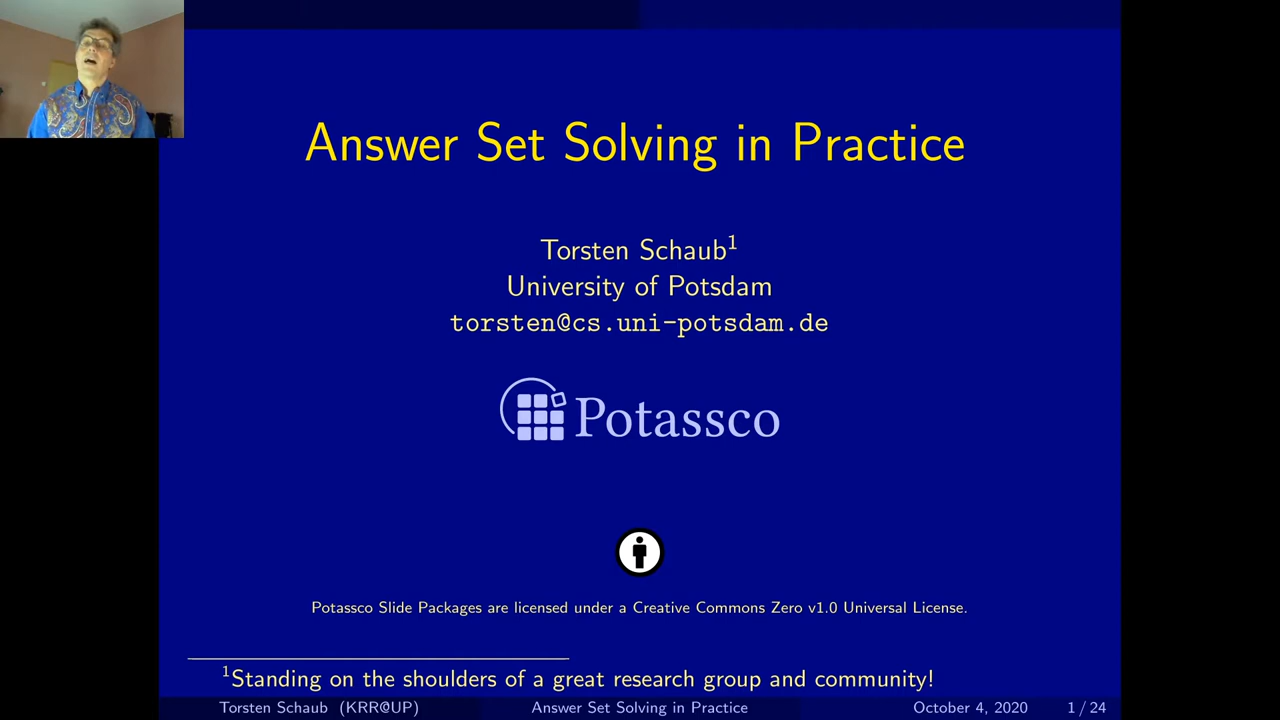 Answer Set Solving in Practice
Torsten Schaub¹
University of Potsdam
torsten@cs.uni-potsdam.de
Potassco
Potassco Slide Packages are licensed under a Creative Commons Zero v1.0 Universal License.
¹Standing on the shoulders of a great research group and community!
Torsten Schaub (KRR@UP) Answer Set Solving in Practice October 4, 2020 1 / 24